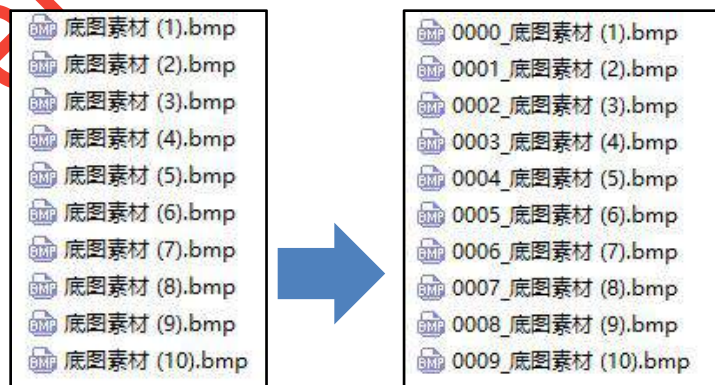 底图素材 (1).bmp
底图素材 (2).bmp
底图素材 (3).bmp
底图素材 (4).bmp
底图素材 (5).bmp
底图素材 (6).bmp
底图素材 (7).bmp
底图素材 (8).bmp
底图素材 (9).bmp
底图素材 (10).bmp
0000_底图素材 (1).bmp
0001_底图素材 (2).bmp
0002_底图素材 (3).bmp
0003_底图素材 (4).bmp
0004_底图素材 (5).bmp
0005_底图素材 (6).bmp
0006_底图素材 (7).bmp
0007_底图素材 (8).bmp
0008_底图素材 (9).bmp
0009_底图素材 (10).bmp